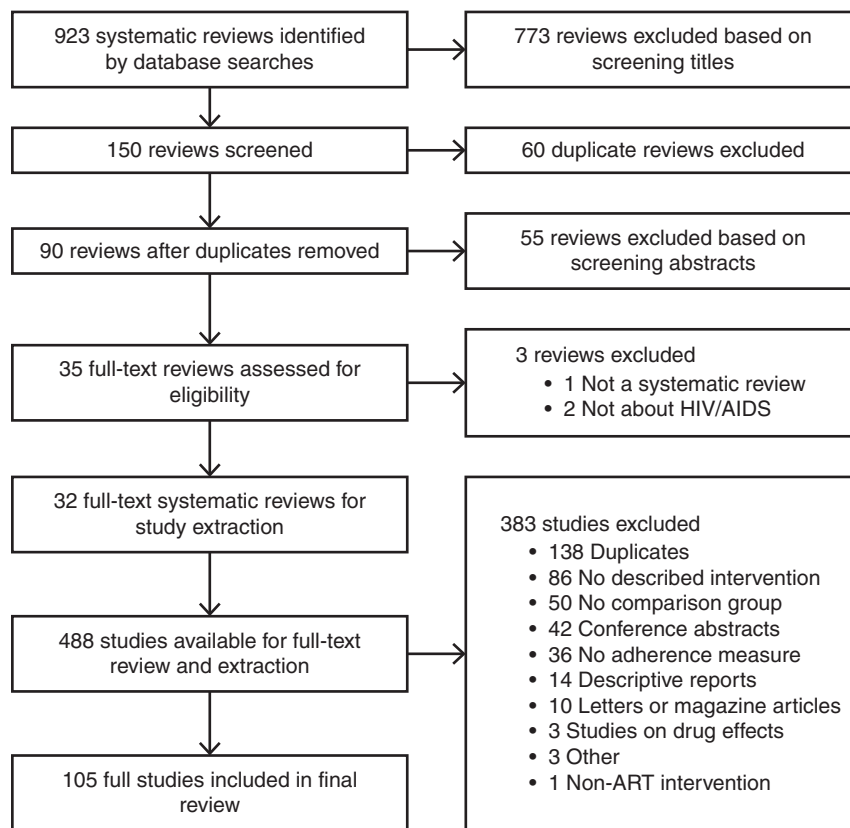 923 systematic reviews identified
by database searches
773 reviews excluded based on
screening titles
150 reviews screened
60 duplicate reviews excluded
90 reviews after duplicates removed
55 reviews excluded based on
screening abstracts
35 full-text reviews assessed for
eligibility
3 reviews excluded
• 1 Not a systematic review
• 2 Not about HIV/AIDS
32 full-text systematic reviews for
study extraction
488 studies available for full-text
review and extraction
383 studies excluded
• 138 Duplicates
• 86 No described intervention
• 50 No comparison group
• 42 Conference abstracts
• 36 No adherence measure
• 14 Descriptive reports
• 10 Letters or magazine articles
• 3 Studies on drug effects
• 3 Other
• 1 Non-ART intervention
105 full studies included in final
review